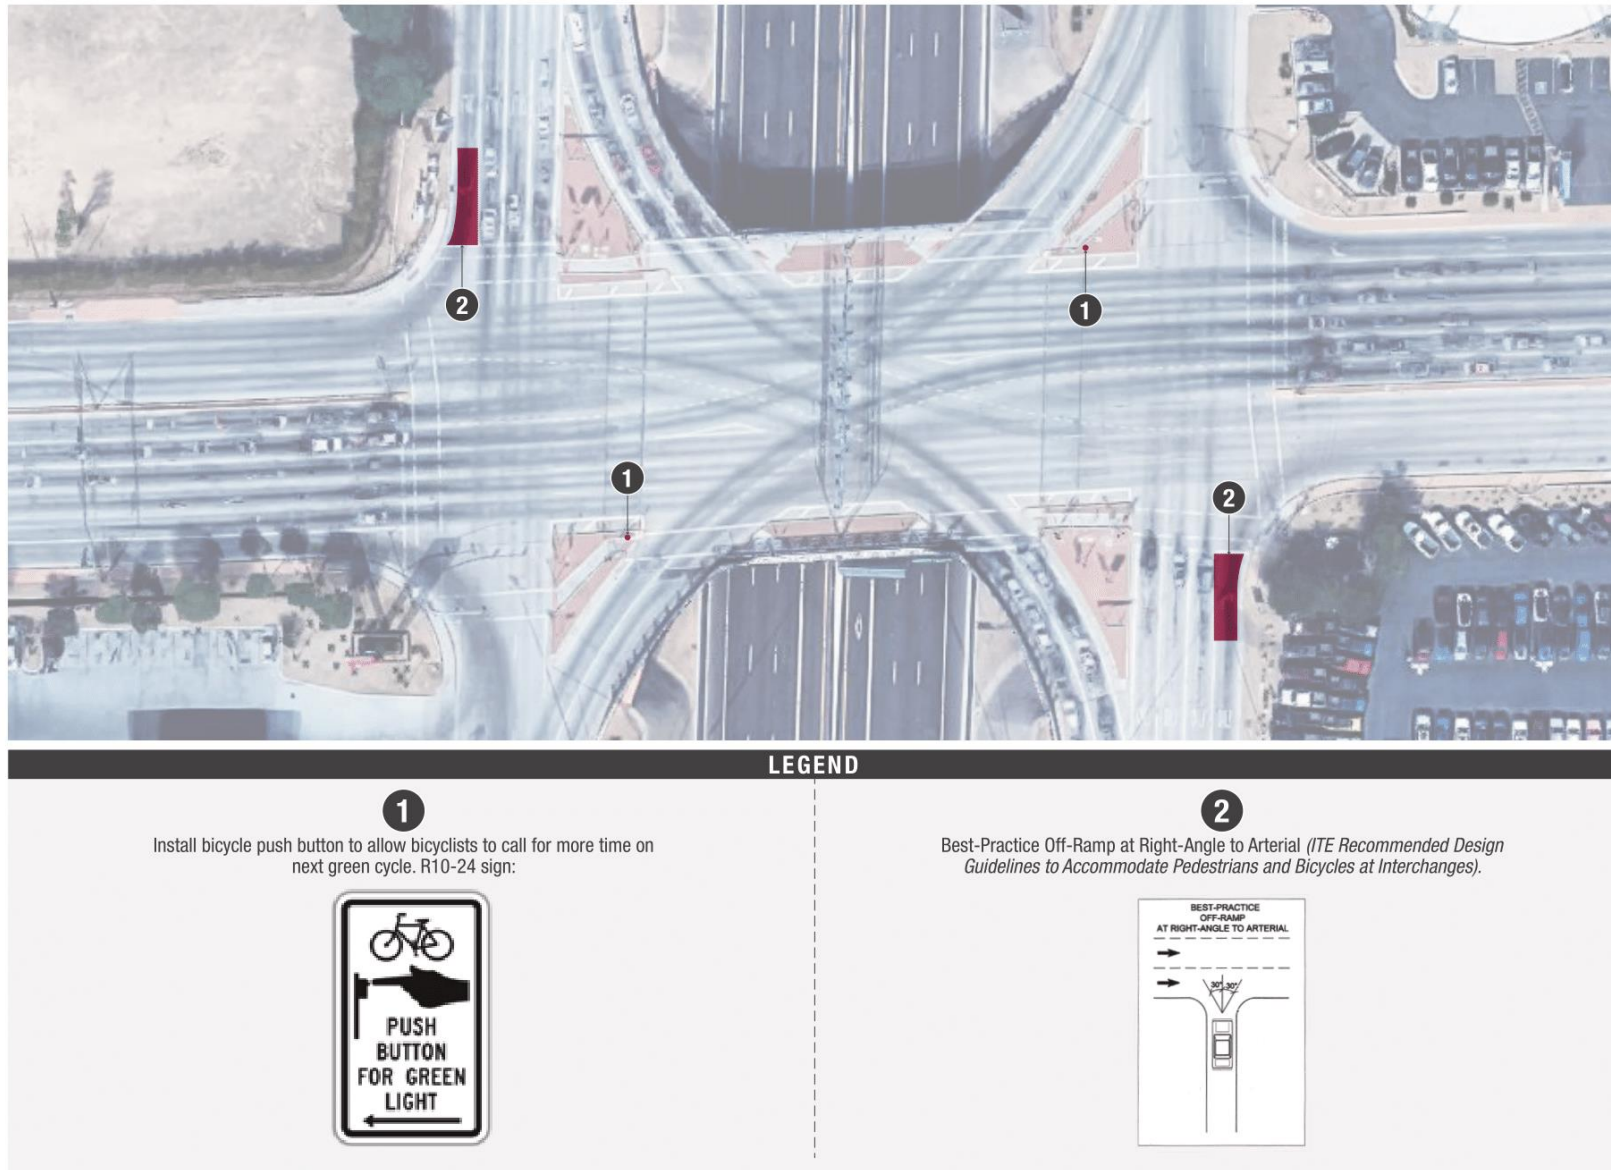 2
1
1
2
LEGEND
1
Install bicycle push button to allow bicyclists to call for more time on
next green cycle. R10-24 sign:
PUSH
BUTTON
FOR GREEN
LIGHT
2
Best-Practice Off-Ramp at Right-Angle to Arterial (ITE Recommended Design
Guidelines to Accommodate Pedestrians and Bicycles at Interchanges).
BEST-PRACTICE
OFF-RAMP
AT RIGHT-ANGLE TO ARTERIAL
30° 30°